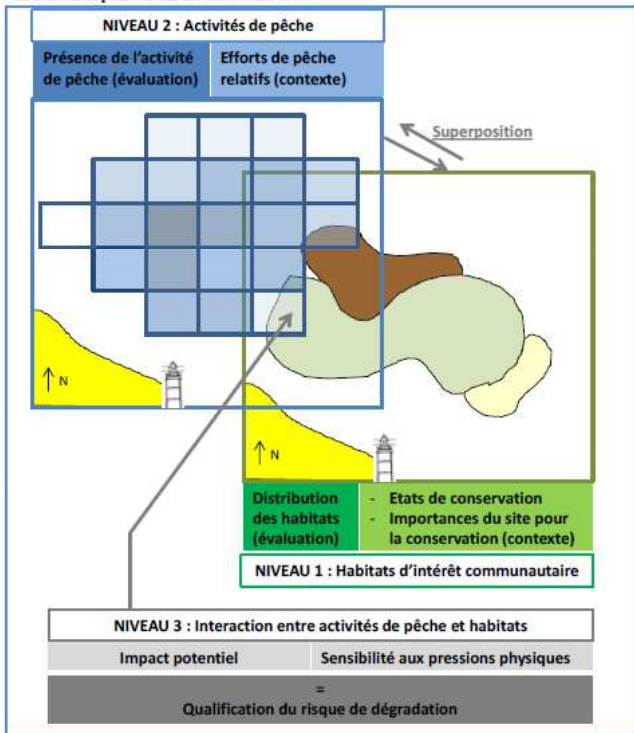 NIVEAU 2 : Activités de pêche
Présence de l'activité
de pêche (évaluation)
Efforts de pêche
relatifs (contexte)
Superposition
N
N
Distribution
des habitats
(évaluation)
- Etats de conservation
- Importances du site pour
la conservation (contexte)
NIVEAU 1 : Habitats d'intérêt communautaire
NIVEAU 3 : Interaction entre activités de pêche et habitats
Impact potentiel
Sensibilité aux pressions physiques
=
Qualification du risque de dégradation